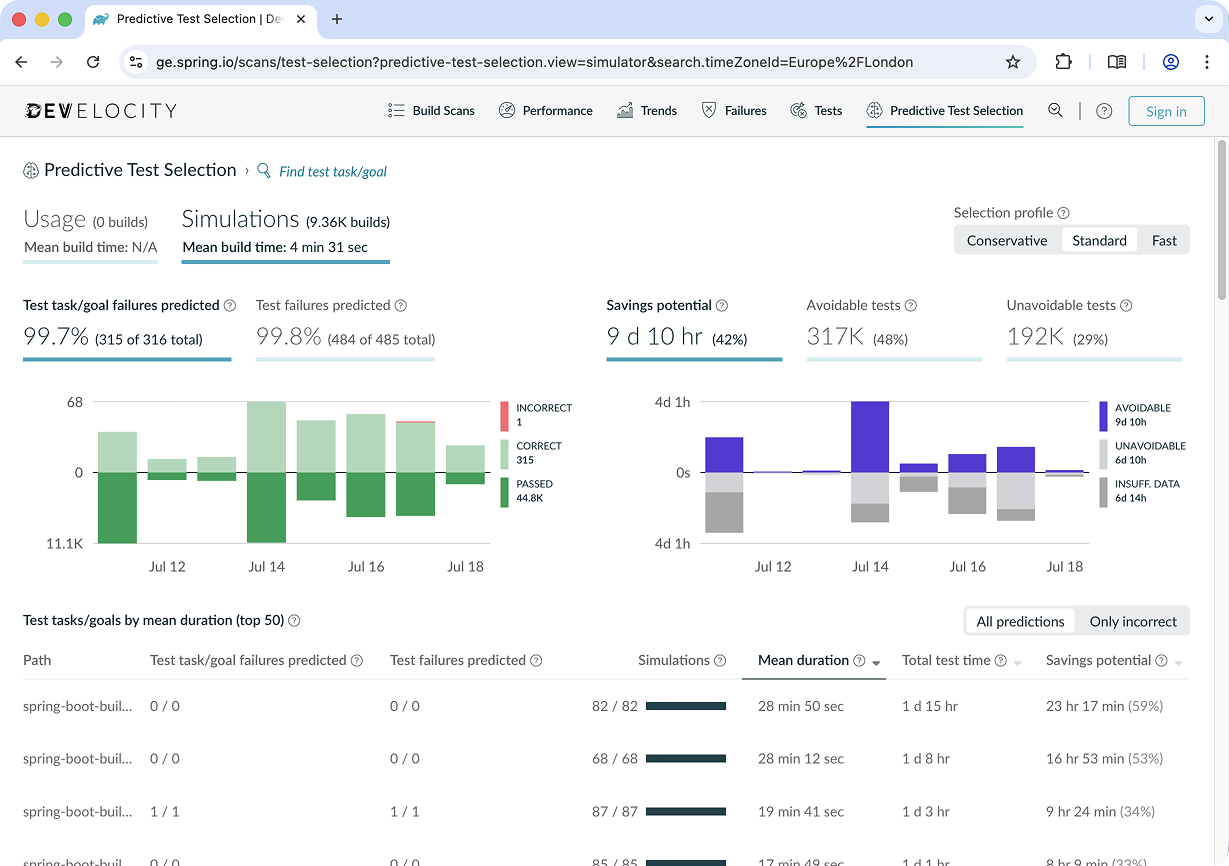 Predictive Test Selection | De
ge.spring.io/scans/test-selection?predictive-test-selection.view=simulator&search.timeZoneId=Europe%2FLondon
DEVELOCITY
Build Scans
Performance
Trends
Failures
Tests
Predictive Test Selection
Sign in
Predictive Test Selection › Find test task/goal
Usage (0 builds)
Mean build time: N/A
Simulations (9.36K builds)
Mean build time: 4 min 31 sec
Selection profile
Conservative Standard Fast
Test task/goal failures predicted
99.7% (315 of 316 total)
Test failures predicted
99.8% (484 of 485 total)
Savings potential
9 d 10 hr (42%)
Avoidable tests
317K (48%)
Unavoidable tests
192K (29%)
68
0
11.1K
Jul 12 Jul 14 Jul 16 Jul 18
INCORRECT
1
CORRECT
315
PASSED
44.8K
4d 1h
0s
4d 1h
Jul 12 Jul 14 Jul 16 Jul 18
AVOIDABLE
9d 10h
UNAVOIDABLE
6d 10h
INSUFF. DATA
6d 14h
Test tasks/goals by mean duration (top 50)
All predictions Only incorrect
Path Test task/goal failures predicted Test failures predicted Simulations Mean duration Total test time Savings potential
spring-boot-buil... 0 / 0 0 / 0 82 / 82 28 min 50 sec 1 d 15 hr 23 hr 17 min (59%)
spring-boot-buil... 0 / 0 0 / 0 68 / 68 28 min 12 sec 1 d 8 hr 16 hr 53 min (53%)
spring-boot-buil... 1 / 1 1 / 1 87 / 87 19 min 41 sec 1 d 3 hr 9 hr 24 min (34%)
spring-boot-buil... 0 / 0 0 / 0 85 / 85 17 min 49 sec 1 d 1 hr 8 hr 9 min (33%)